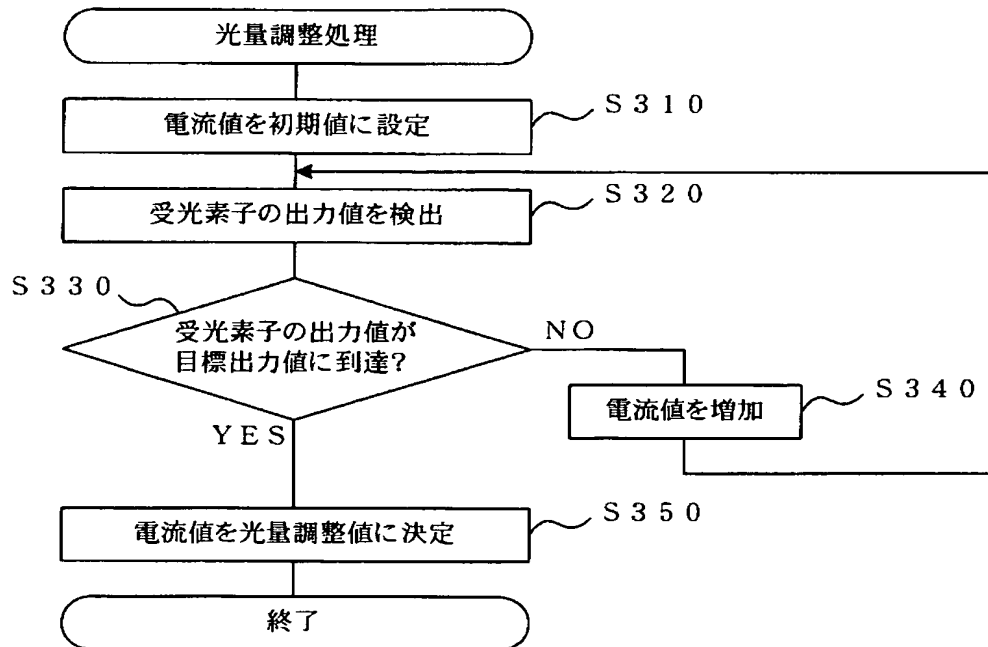 光量調整処理
電流値を初期値に設定
S310
受光素子の出力値を検出
S320
S330
受光素子の出力値が
目標出力値に到達?
NO
電流値を増加
S340
YES
電流値を光量調整値に決定
S350
終了